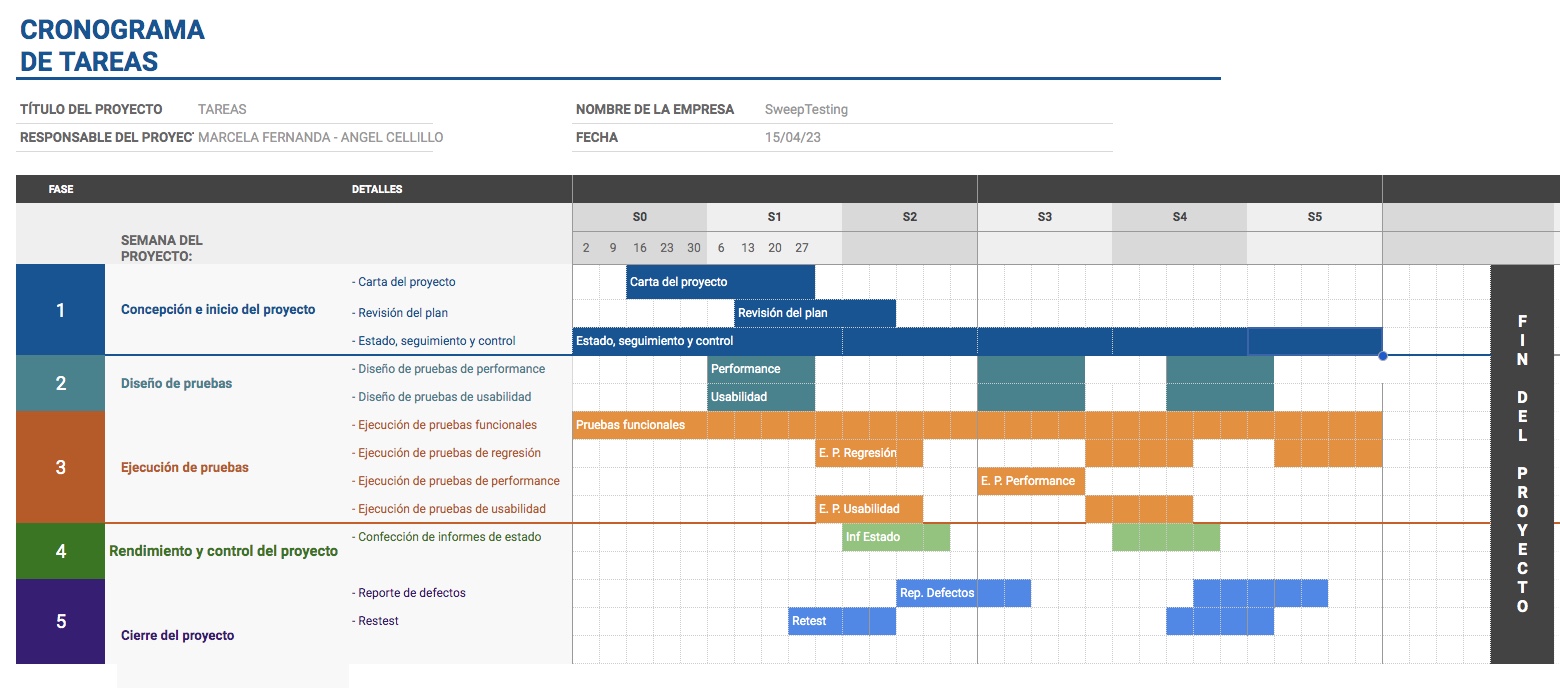 CRONOGRAMA
DE TAREAS
TÍTULO DEL PROYECTO TAREAS NOMBRE DE LA EMPRESA SweepTesting
RESPONSABLE DEL PROYEC MARCELA FERNANDA - ANGEL CELLILLO FECHA 15/04/23
FASE DETALLES
S0 S1 S2 S3 S4 S5
SEMANA DEL
PROYECTO:
2 9 16 23 30 6 13 20 27
1 Concepción e inicio del proyecto
- Carta del proyecto Carta del proyecto
- Revisión del plan Revisión del plan
- Estado, seguimiento y control Estado, seguimiento y control
2 Diseño de pruebas
- Diseño de pruebas de performance Performance
- Diseño de pruebas de usabilidad Usabilidad
3 Ejecución de pruebas
- Ejecución de pruebas funcionales Pruebas funcionales
- Ejecución de pruebas de regresión E. P. Regresión
- Ejecución de pruebas de performance E. P. Performance
- Ejecución de pruebas de usabilidad E. P. Usabilidad
4 Rendimiento y control del proyecto
- Confección de informes de estado Inf Estado
5 Cierre del proyecto
- Reporte de defectos Rep. Defectos
- Restest Retest
FIN DEL PROYECTO